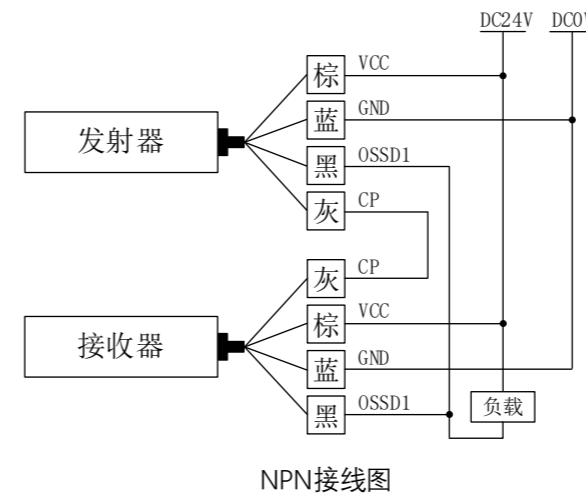 DC24V DC0V
棕 VCC
蓝 GND
发射器
黑 OSSD1
灰 CP
灰 CP
棕 VCC
接收器
蓝 GND
黑 OSSD1
负载
NPN接线图